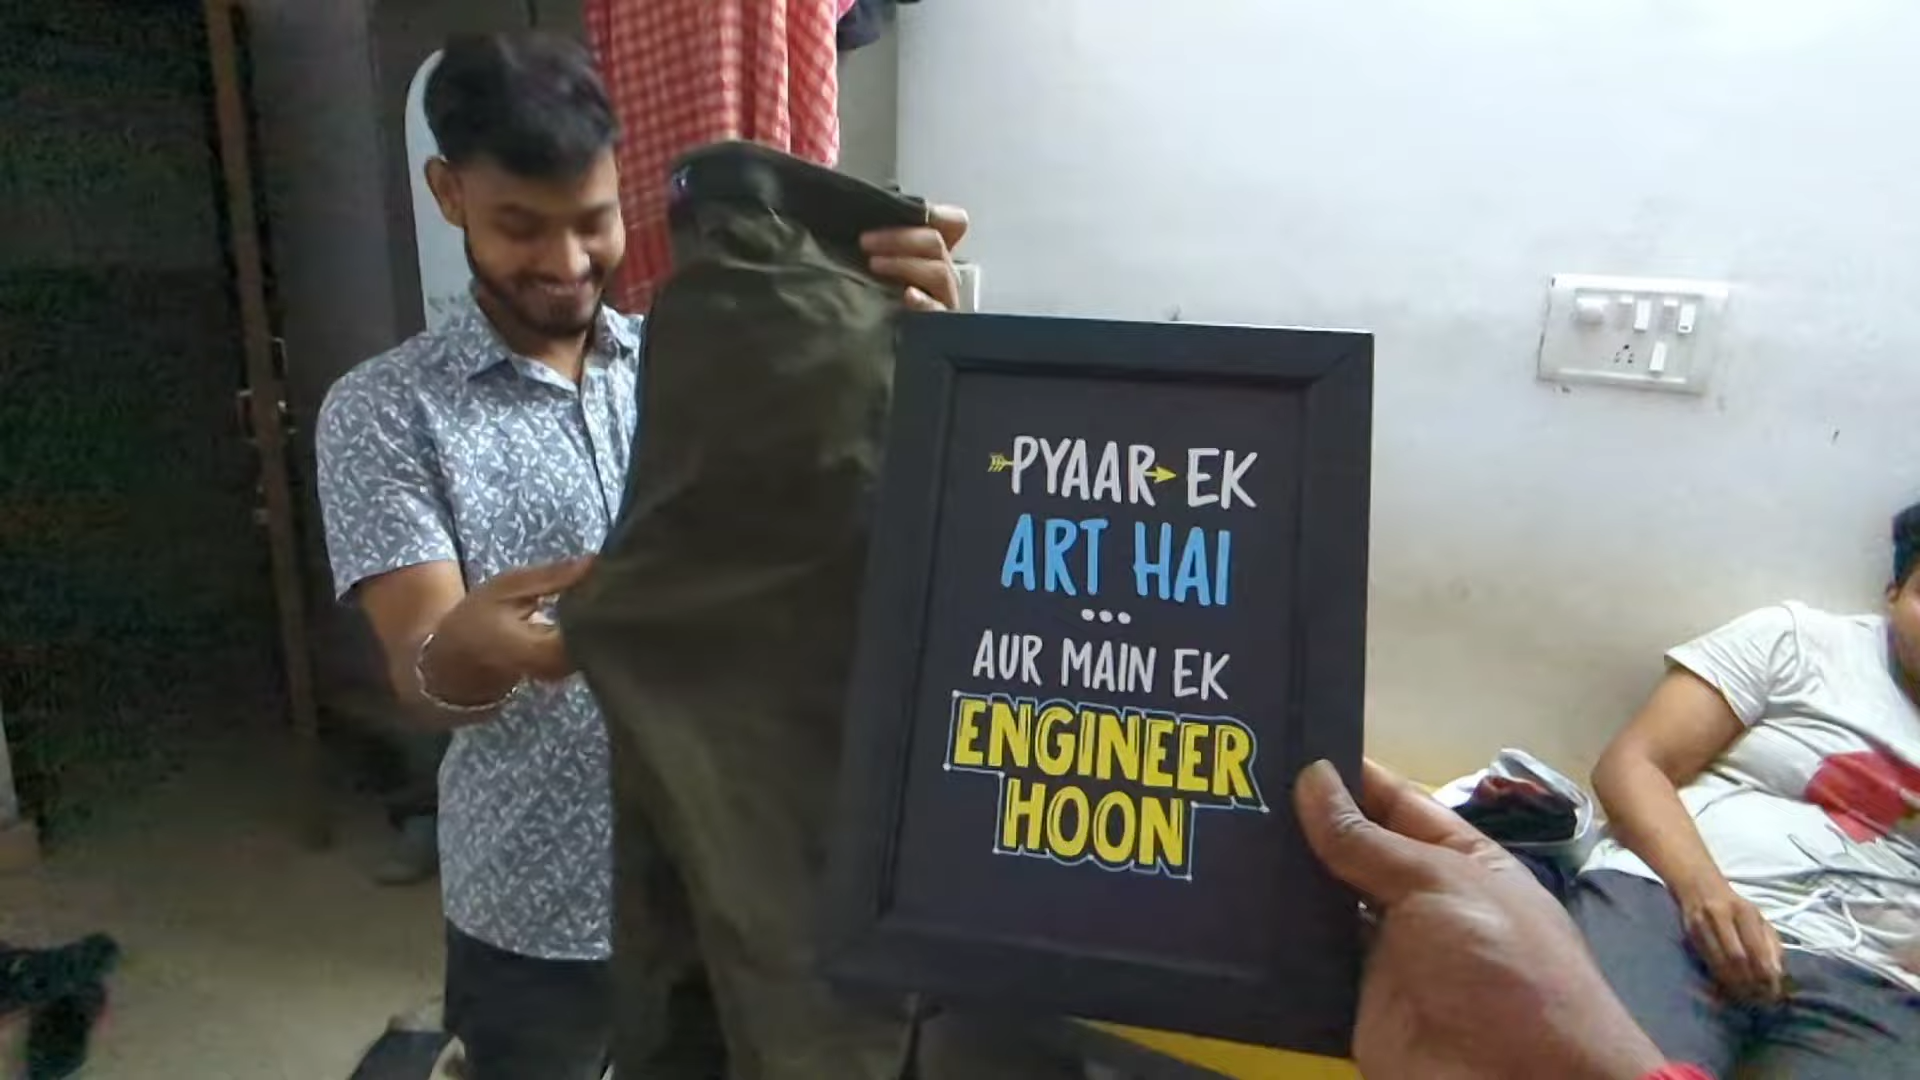 PYAAR EK
ART HAI
...
AUR MAIN EK
ENGINEER
HOON